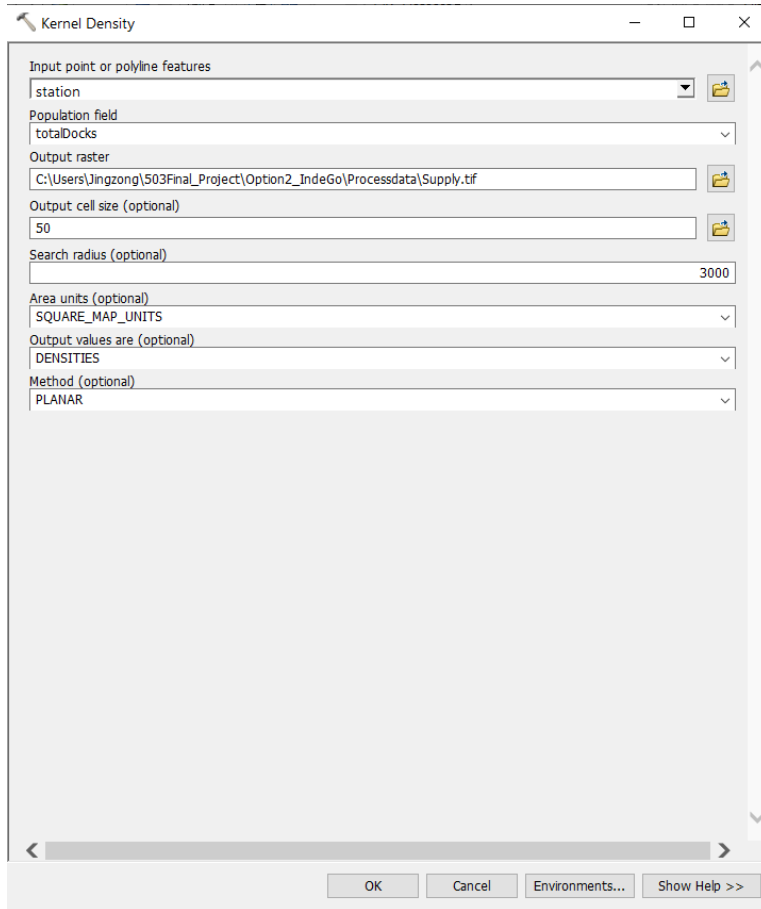 Kernel Density
Input point or polyline features
station
Population field
totalDocks
Output raster
C:\Users\Jingzong\503Final_Project\Option2_IndeGo\Processdata\Supply.tif
Output cell size (optional)
50
Search radius (optional)
3000
Area units (optional)
SQUARE_MAP_UNITS
Output values are (optional)
DENSITIES
Method (optional)
PLANAR
OK Cancel Environments... Show Help >>